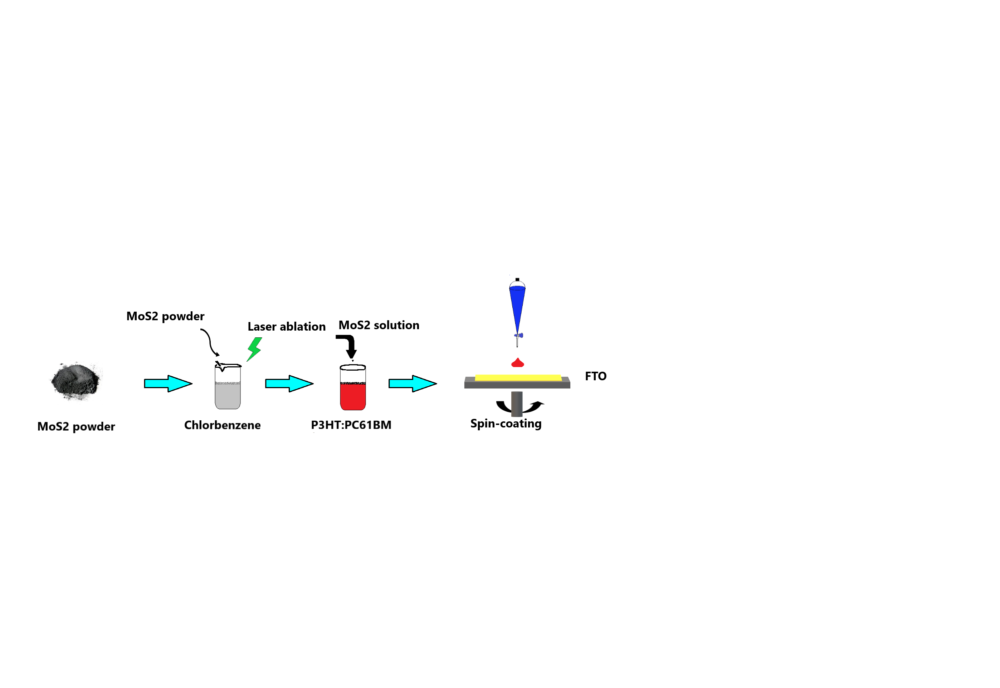 MoS2 powder
Laser ablation
MoS2 solution
FTO
MoS2 powder
Chlorbenzene
P3HT:PC61BM
Spin-coating